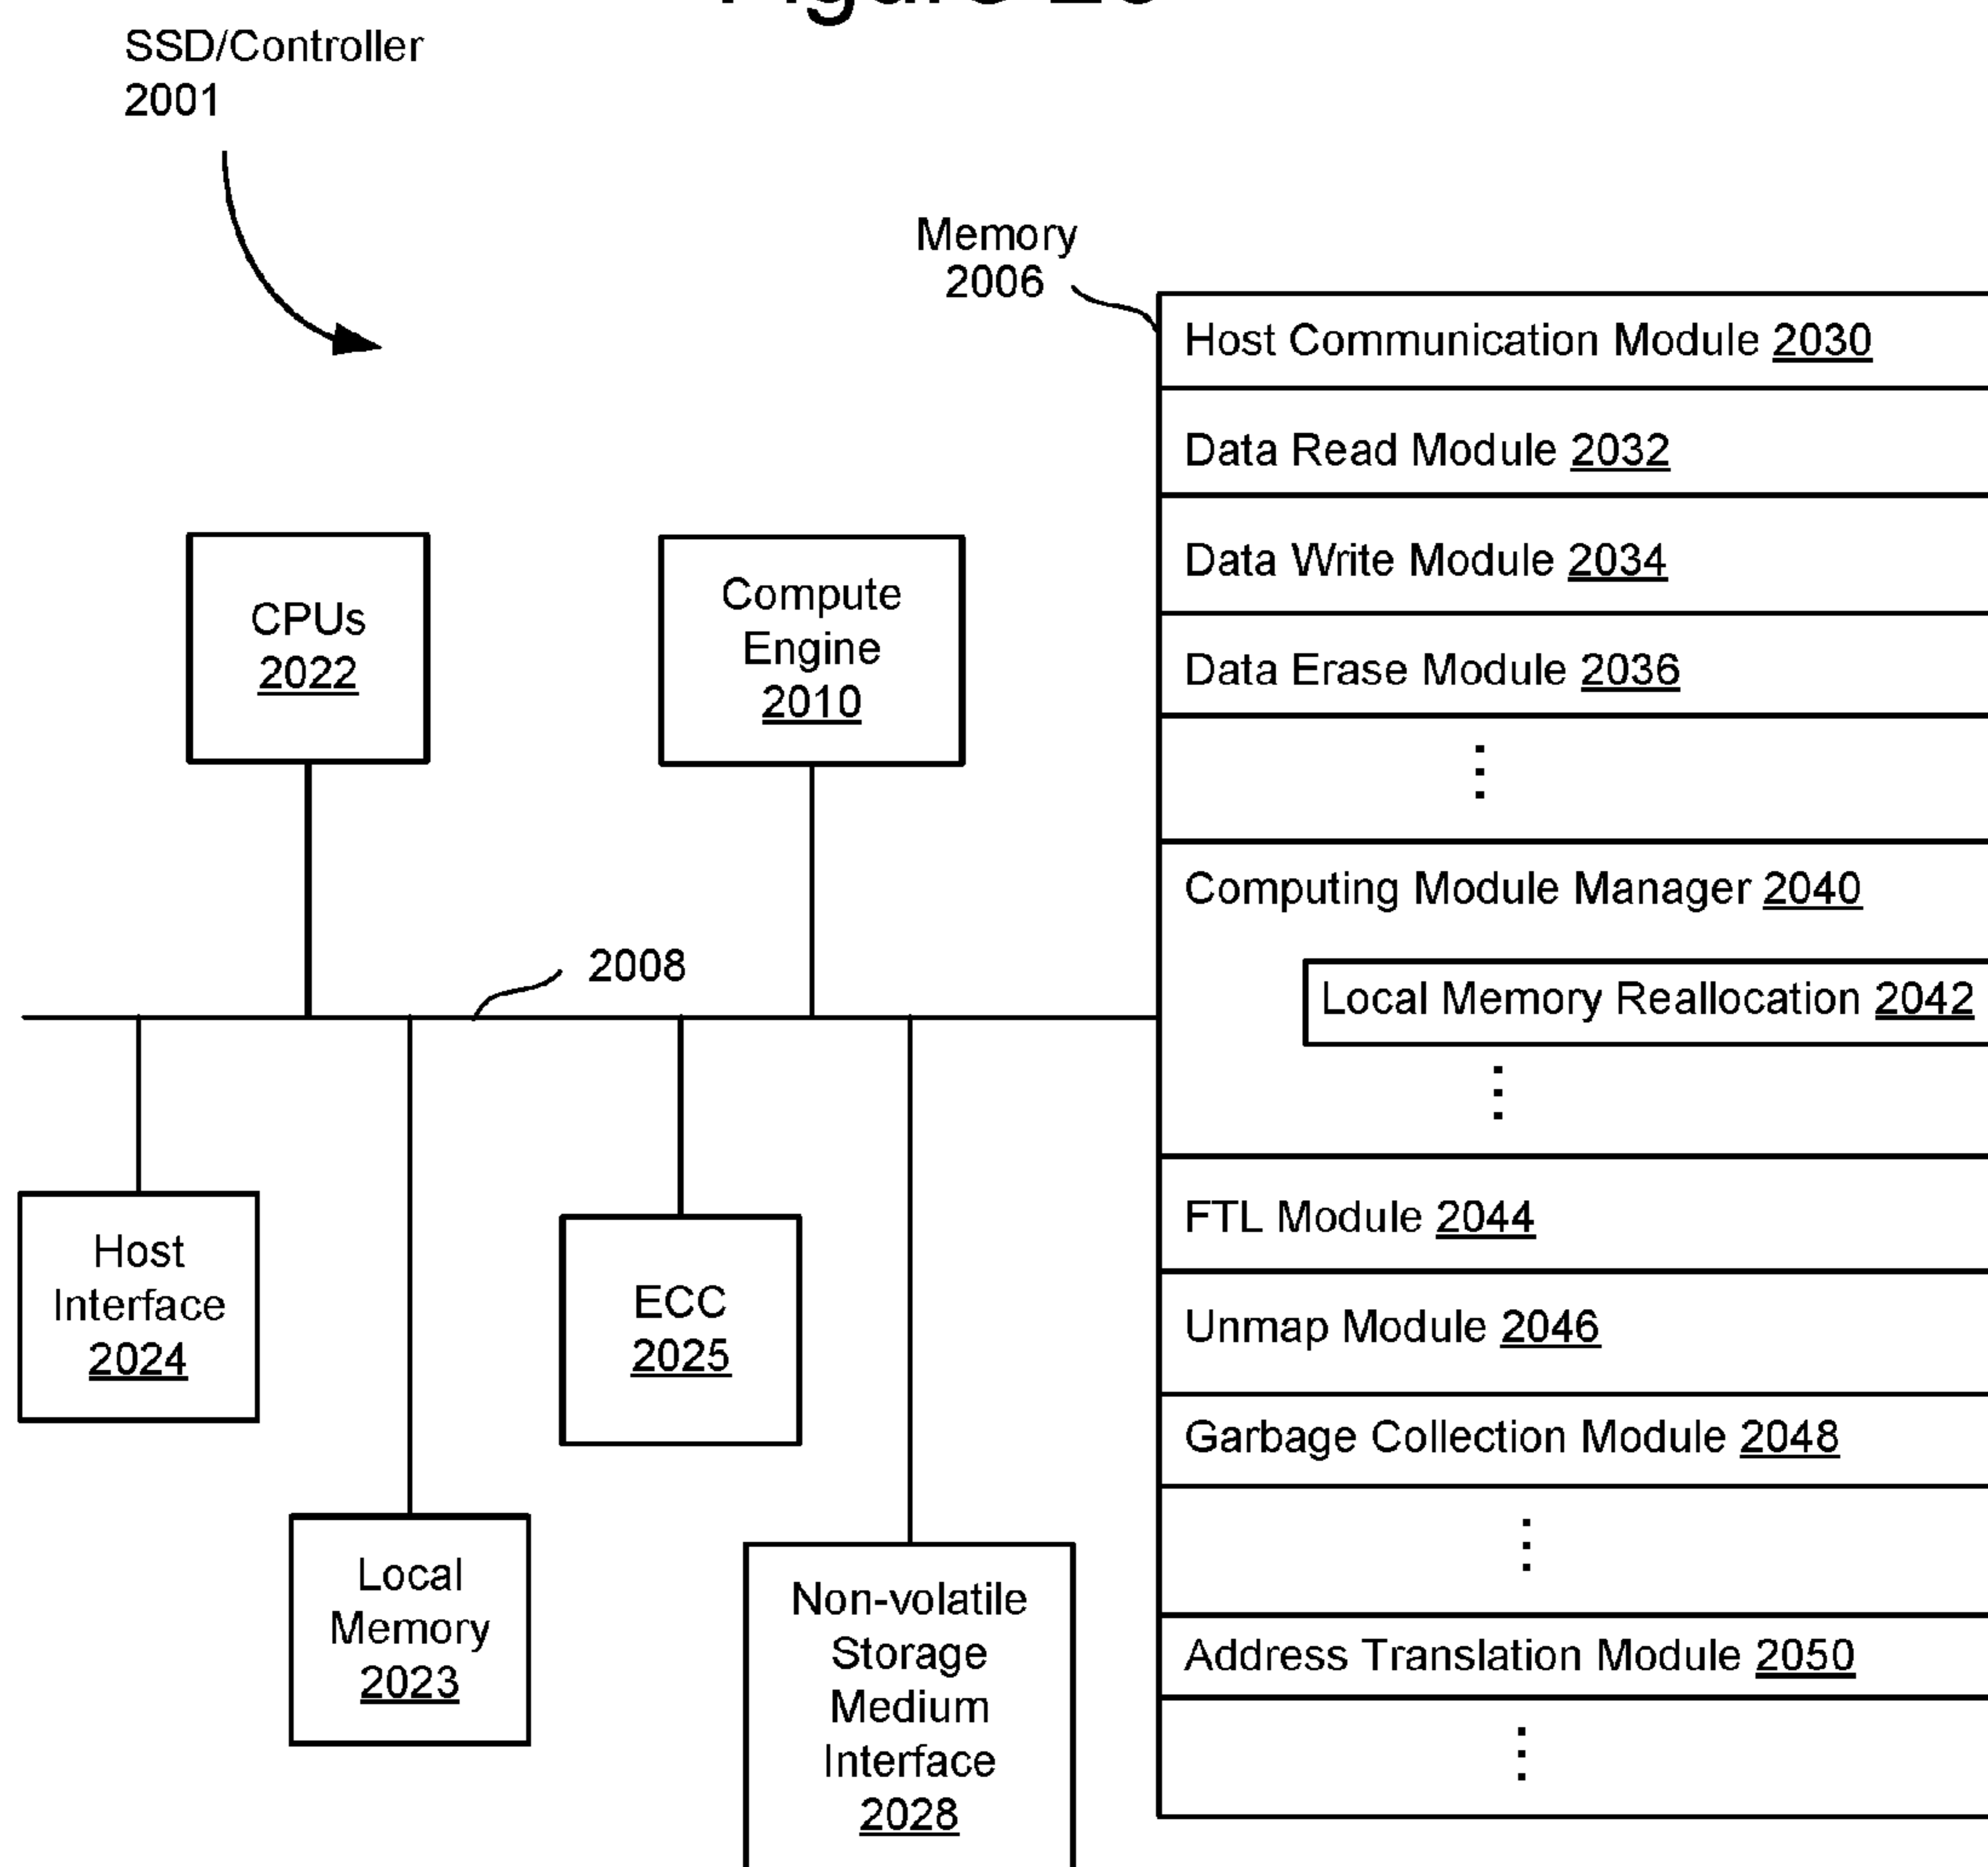 SSD/Controller
2001
Memory
2006
Host Communication Module 2030
Data Read Module 2032
Data Write Module 2034
Data Erase Module 2036
CPUs
2022
Compute
Engine
2010
Computing Module Manager 2040
2008
Local Memory Reallocation 2042
Host
Interface
2024
ECC
2025
FTL Module 2044
Unmap Module 2046
Garbage Collection Module 2048
Local
Memory
2023
Non-volatile
Storage
Medium
Interface
2028
Address Translation Module 2050